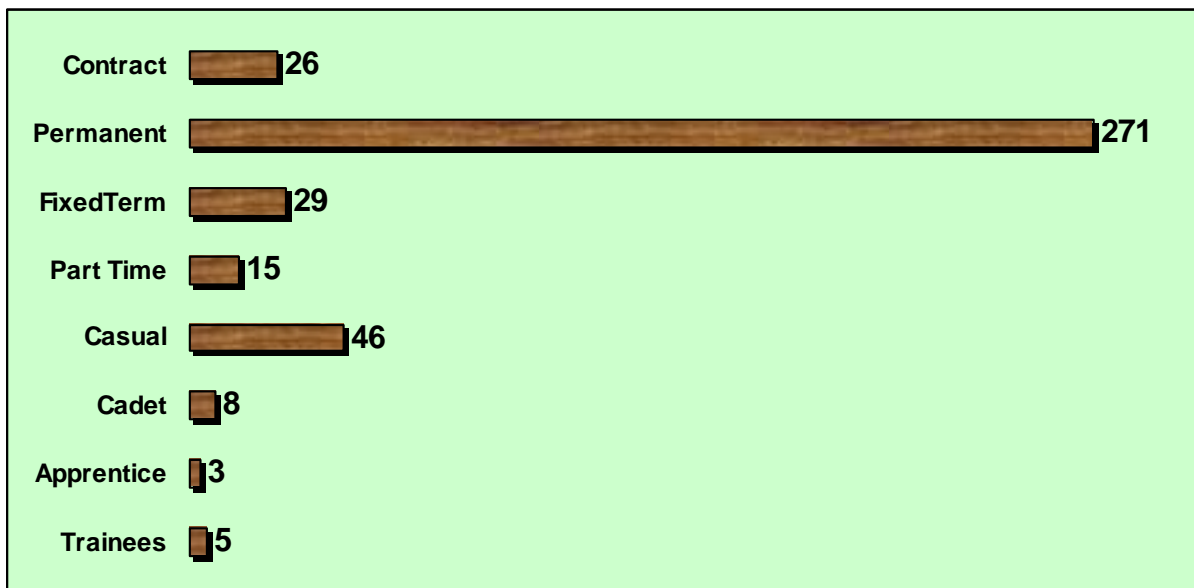 Contract 26
Permanent 271
FixedTerm 29
Part Time 15
Casual 46
Cadet 8
Apprentice 3
Trainees 5